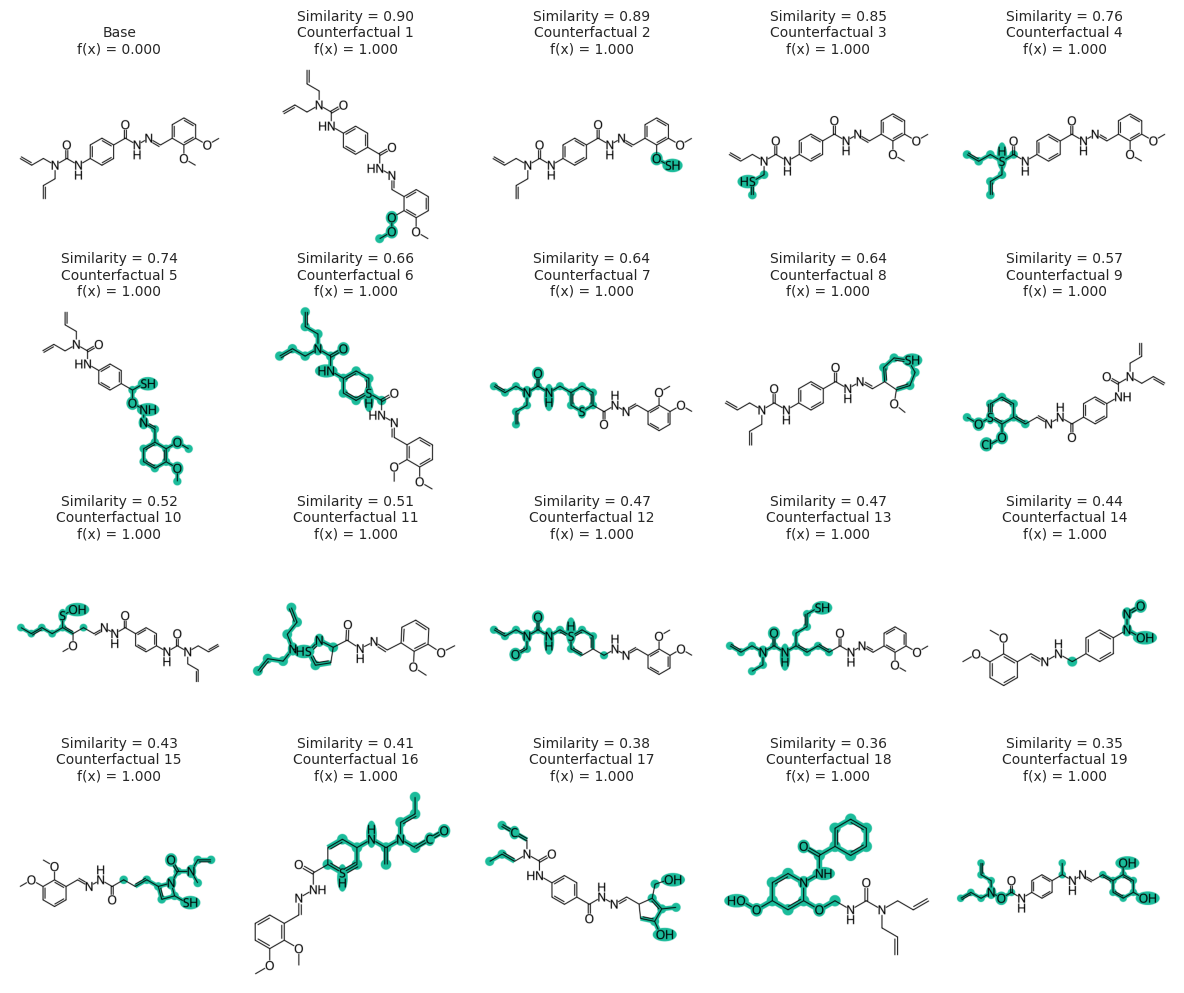 Base
f(x) = 0.000
Similarity = 0.90
Counterfactual 1
f(x) = 1.000
Similarity = 0.89
Counterfactual 2
f(x) = 1.000
Similarity = 0.85
Counterfactual 3
f(x) = 1.000
Similarity = 0.76
Counterfactual 4
f(x) = 1.000
Similarity = 0.74
Counterfactual 5
f(x) = 1.000
Similarity = 0.66
Counterfactual 6
f(x) = 1.000
Similarity = 0.64
Counterfactual 7
f(x) = 1.000
Similarity = 0.64
Counterfactual 8
f(x) = 1.000
Similarity = 0.57
Counterfactual 9
f(x) = 1.000
Similarity = 0.52
Counterfactual 10
f(x) = 1.000
Similarity = 0.51
Counterfactual 11
f(x) = 1.000
Similarity = 0.47
Counterfactual 12
f(x) = 1.000
Similarity = 0.47
Counterfactual 13
f(x) = 1.000
Similarity = 0.44
Counterfactual 14
f(x) = 1.000
Similarity = 0.43
Counterfactual 15
f(x) = 1.000
Similarity = 0.41
Counterfactual 16
f(x) = 1.000
Similarity = 0.38
Counterfactual 17
f(x) = 1.000
Similarity = 0.36
Counterfactual 18
f(x) = 1.000
Similarity = 0.35
Counterfactual 19
f(x) = 1.000